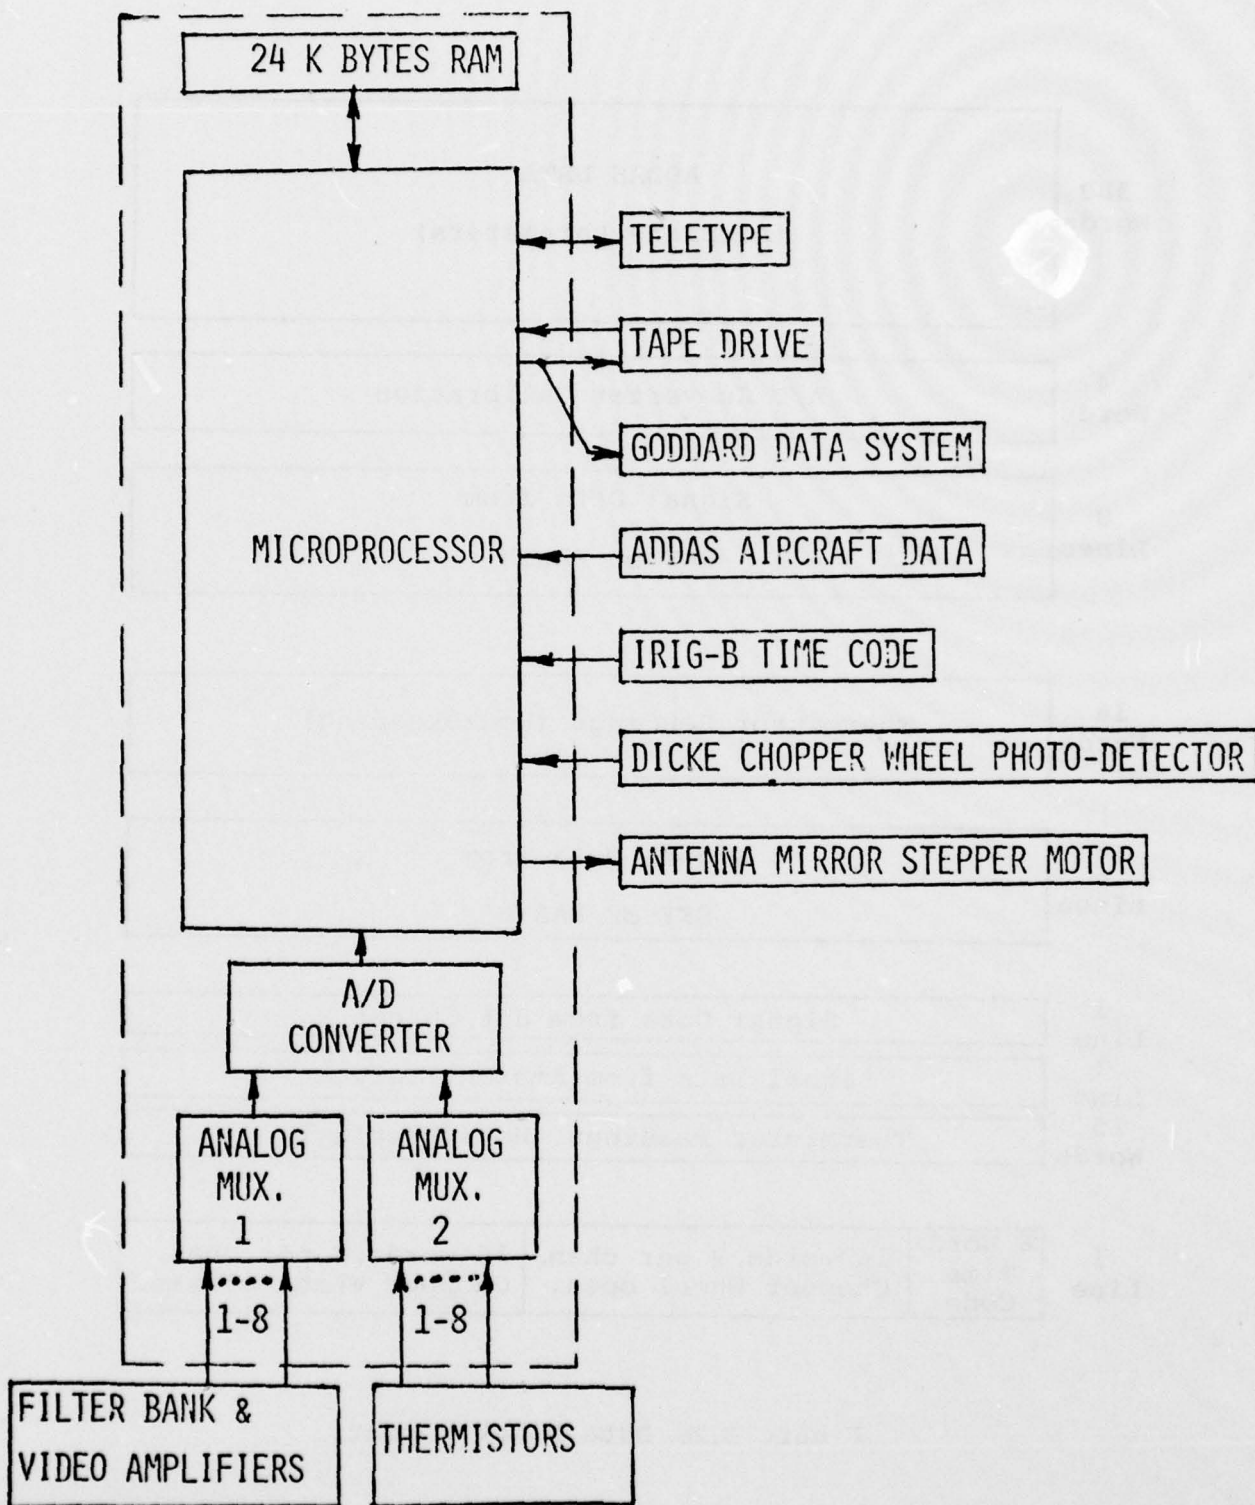 24 K BYTES RAM
TELETYPE
TAPE DRIVE
GODDARD DATA SYSTEM
MICROPROCESSOR
ADDAS AIRCRAFT DATA
IRIG-B TIME CODE
DICKE CHOPPER WHEEL PHOTO-DETECTOR
ANTENNA MIRROR STEPPER MOTOR
A/D
CONVERTER
ANALOG
MUX.
1
ANALOG
MUX.
2
1-8
1-8
FILTER BANK &
VIDEO AMPLIFIERS
THERMISTORS